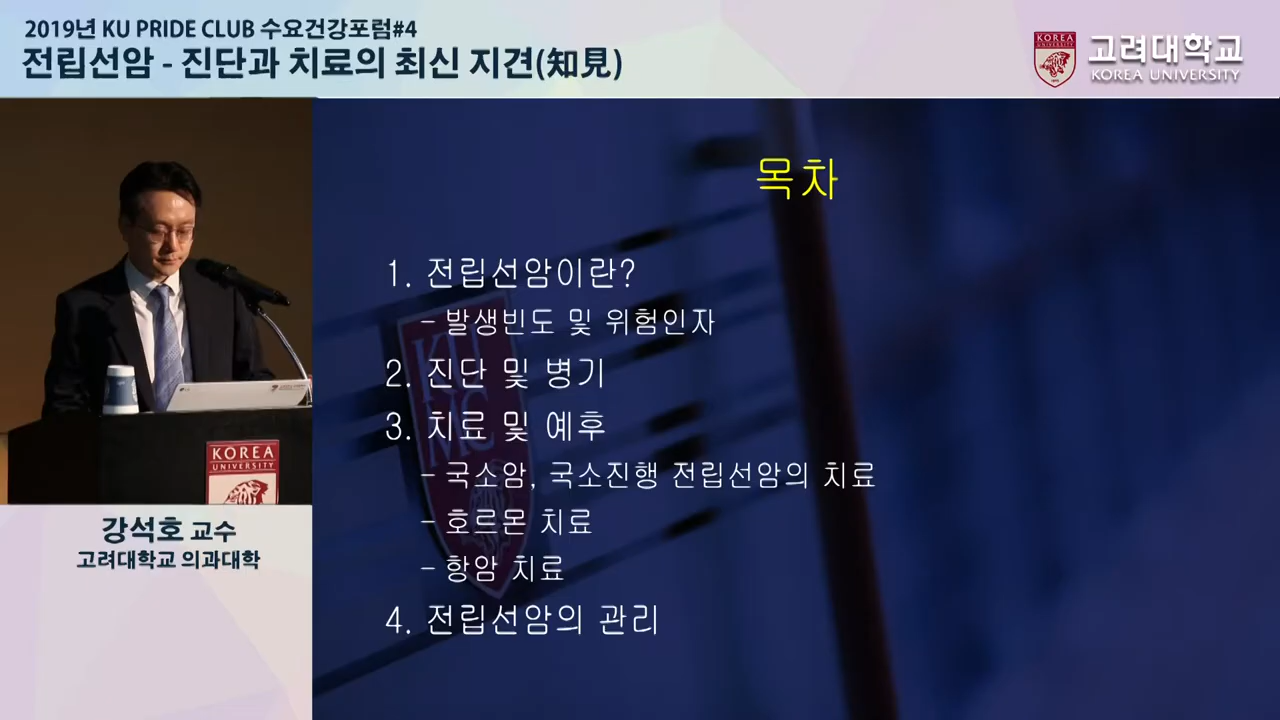 2019년 KU PRIDE CLUB 수요건강포럼#4
전립선암 - 진단과 치료의 최신 지견(知見)
KOREA
고려대학교
KOREA UNIVERSITY
목차
1. 전립선암이란?
- 발생빈도 및 위험인자
2. 진단 및 병기
3. 치료 및 예후
- 국소암, 국소진행 전립선암의 치료
- 호르몬 치료
- 항암 치료
4. 전립선암의 관리
KU
MC
KOREA
UNIVERSITY
강석호 교수
고려대학교 의과대학